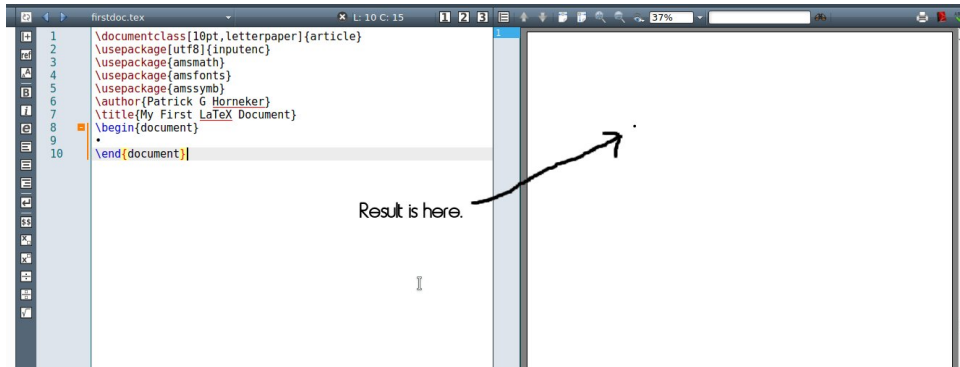 firstdoc.tex
L: 10 C: 15
1 2 3
37%
1 \documentclass[10pt,letterpaper]{article}
2 \usepackage[utf8]{inputenc}
3 \usepackage{amsmath}
4 \usepackage{amsfonts}
5 \usepackage{amssymb}
6 \author{Patrick G Horneker}
7 \title{My First LaTeX Document}
8 \begin{document}
9 •
10 \end{document}
ref
B
i
e
$$
1
Result is here.